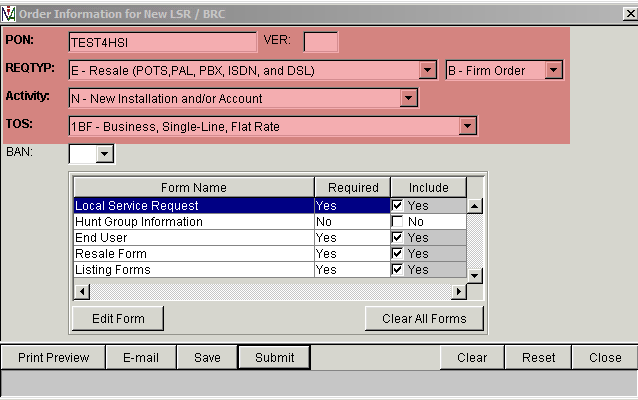 Order Information for New LSR / BRC
PON: TEST4HSI VER:
REQTYP: E - Resale (POTS,PAL, PBX, ISDN, and DSL) B - Firm Order
Activity: N - New Installation and/or Account
TOS: 1BF - Business, Single-Line, Flat Rate
BAN:
Form Name Required Include
Local Service Request Yes Yes
Hunt Group Information No No
End User Yes Yes
Resale Form Yes Yes
Listing Forms Yes Yes
Edit Form Clear All Forms
Print Preview E-mail Save Submit Clear Reset Close